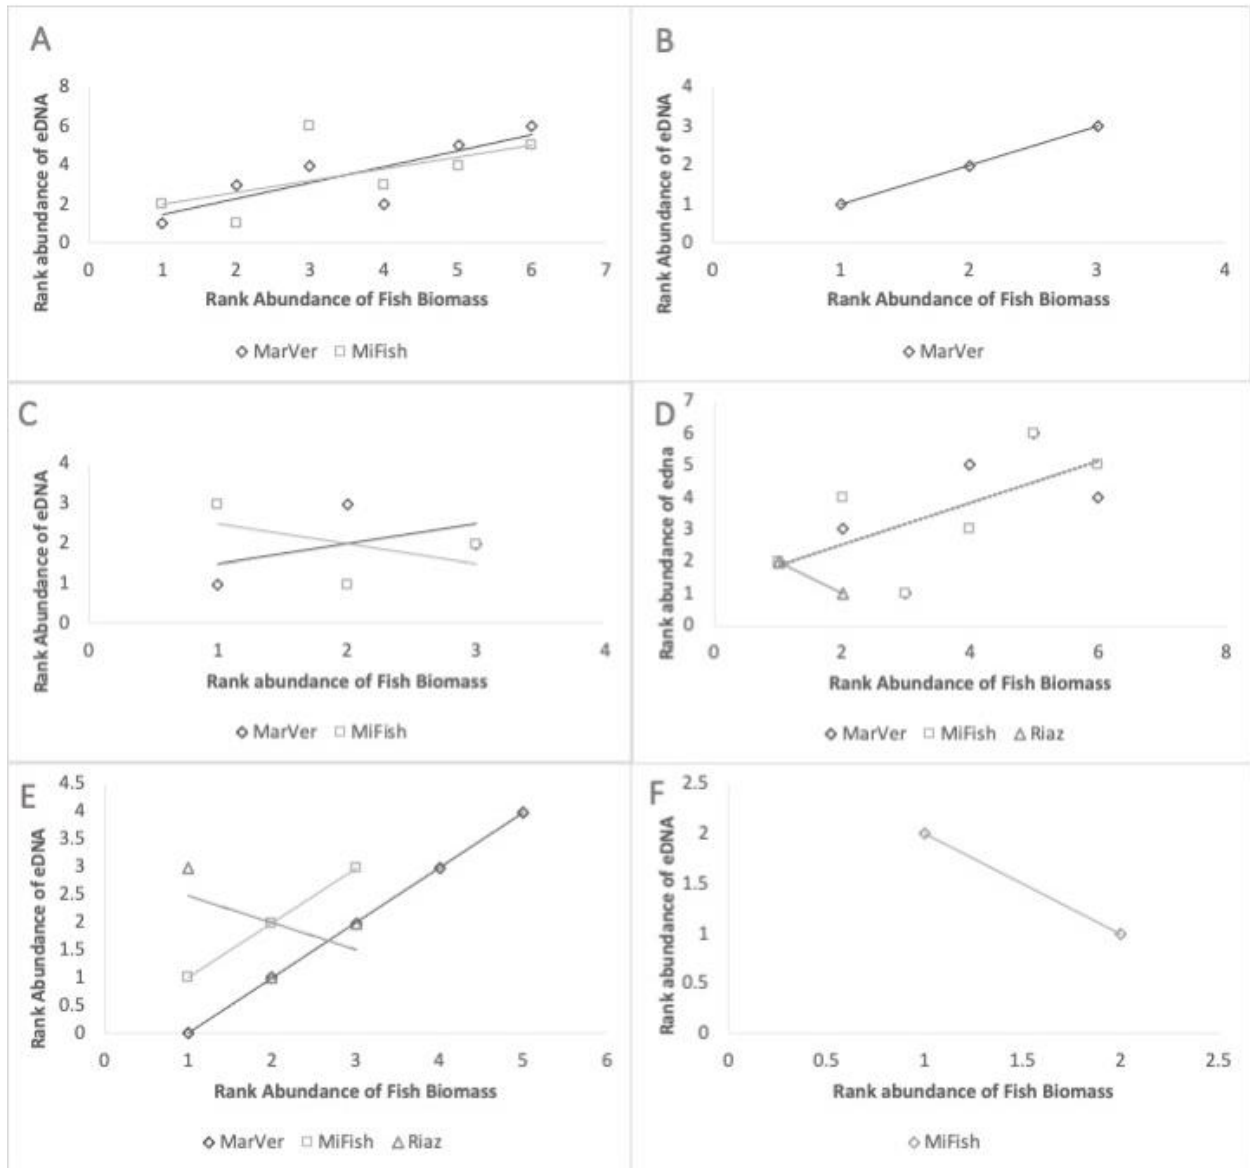 A
Rank abundance of eDNA
8
6
4
2
0
0 1 2 3 4 5 6 7
Rank Abundance of Fish Biomass
MarVer MiFish
B
Rank Abundance of eDNA
4
3
2
1
0
0 1 2 3 4
Rank Abundance of Fish Biomass
MarVer
C
Rank Abundance of eDNA
4
3
2
1
0
0 1 2 3 4
Rank abundance of Fish Biomass
MarVer MiFish
D
Rank abundance of edna
7
6
5
4
3
2
1
0
0 2 4 6 8
Rank Abundance of Fish Biomass
MarVer MiFish Riaz
E
Rank Abundance of eDNA
4.5
4
3.5
3
2.5
2
1.5
1
0.5
0
0 1 2 3 4 5 6
Rank Abundance of Fish Biomass
MarVer MiFish Riaz
F
Rank abundance of eDNA
2.5
2
1.5
1
0.5
0
0 0.5 1 1.5 2 2.5
Rank abundance of Fish Biomass
MiFish